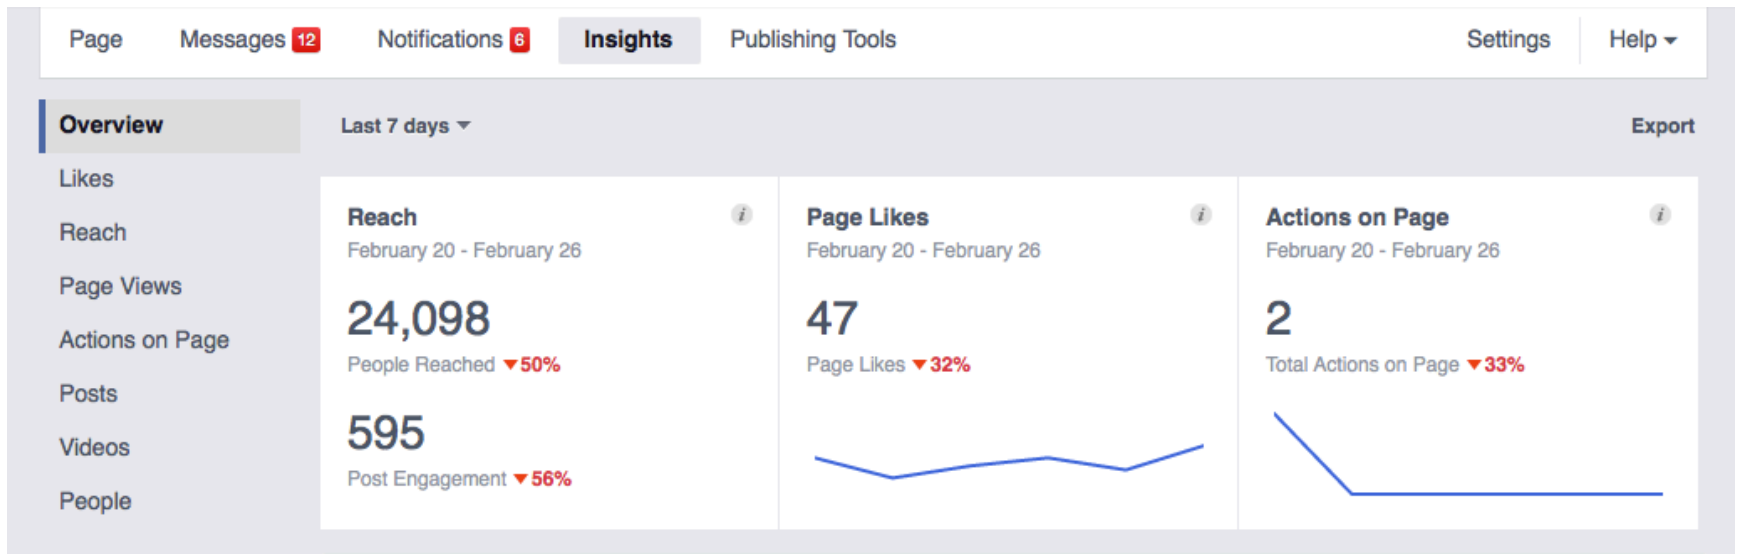 Page Messages 12 Notifications 6 Insights Publishing Tools Settings Help
Overview
Likes
Reach
Page Views
Actions on Page
Posts
Videos
People
Last 7 days
Export
Reach
February 20 - February 26
24,098
People Reached 50%
595
Post Engagement 56%
Page Likes
February 20 - February 26
47
Page Likes 32%
Actions on Page
February 20 - February 26
2
Total Actions on Page 33%